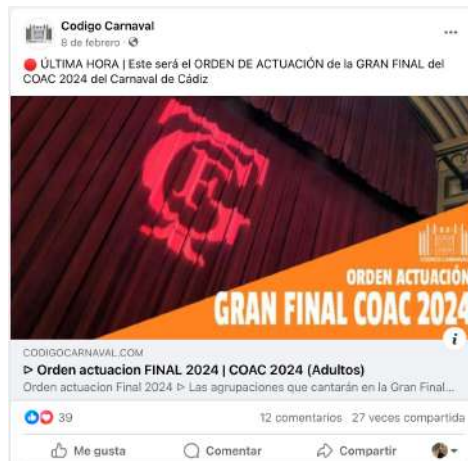 Codigo Carnaval
8 de febrero ·
ÚLTIMA HORA | Este será el ORDEN DE ACTUACIÓN de la GRAN FINAL del
COAC 2024 del Carnaval de Cádiz
CÓDIGO CARNAVAL
ORDEN ACTUACIÓN
GRAN FINAL COAC 2024
CODIGOCARNAVAL.COM
▷ Orden actuacion FINAL 2024 | COAC 2024 (Adultos)
Orden actuacion Final 2024 ▷ Las agrupaciones que cantarán en la Gran Final...
39
12 comentarios 27 veces compartida
Me gusta Comentar Compartir